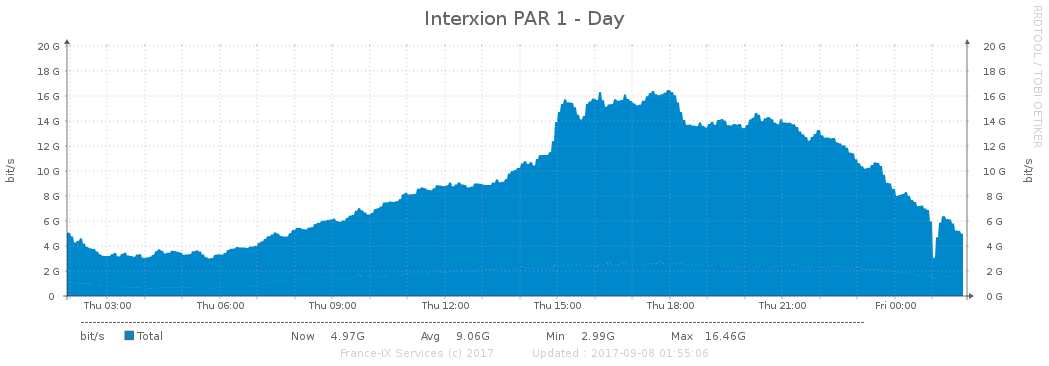 Interxion PAR 1 - Day
RRDTOOL / TOBI OETIKER
20 G 20 G
18 G 18 G
16 G 16 G
14 G 14 G
12 G 12 G
10 G 10 G
8 G 8 G
6 G 6 G
4 G 4 G
2 G 2 G
0 0 G
bit/s bit/s
Thu 03:00 Thu 06:00 Thu 09:00 Thu 12:00 Thu 15:00 Thu 18:00 Thu 21:00 Fri 00:00
bit/s Total Now 4.97G Avg 9.06G Min 2.99G Max 16.46G
France-IX Services (c) 2017 Updated : 2017-09-08 01:55:06